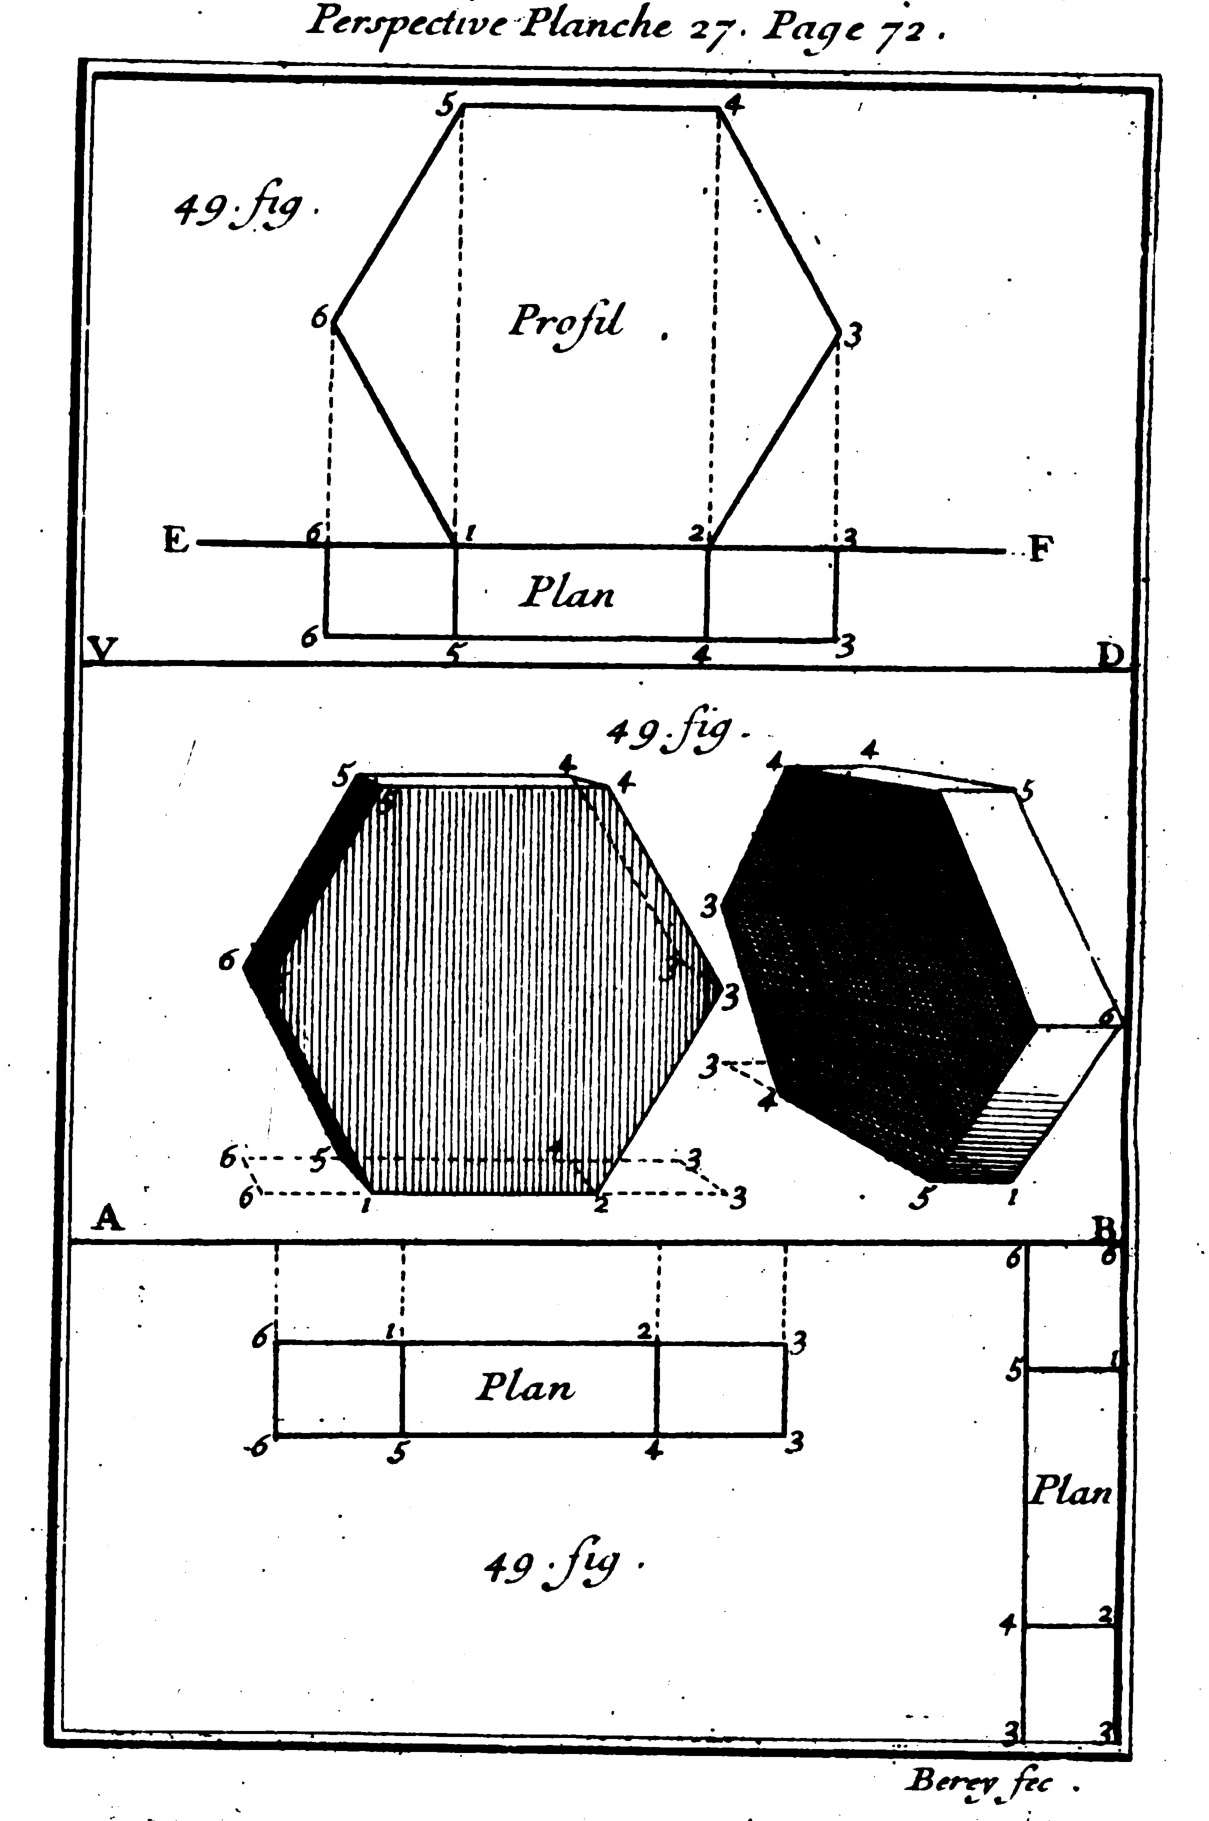 Perspective Planche 27. Page 72.
5 4
49. fig.
6 Profil 3
E 6 1 2 3 F
Plan
6 5 4 3
V D
49. fig.
5 4 4 4 4 5
5
3
6 3 3 6
3 4
6 5 4 3
6 1 2 3 5 1
A B
6 6
6 1 2 3
5 1
Plan
6 5 4 3
Plan
49. fig.
4 2
3 3
Berey fec.